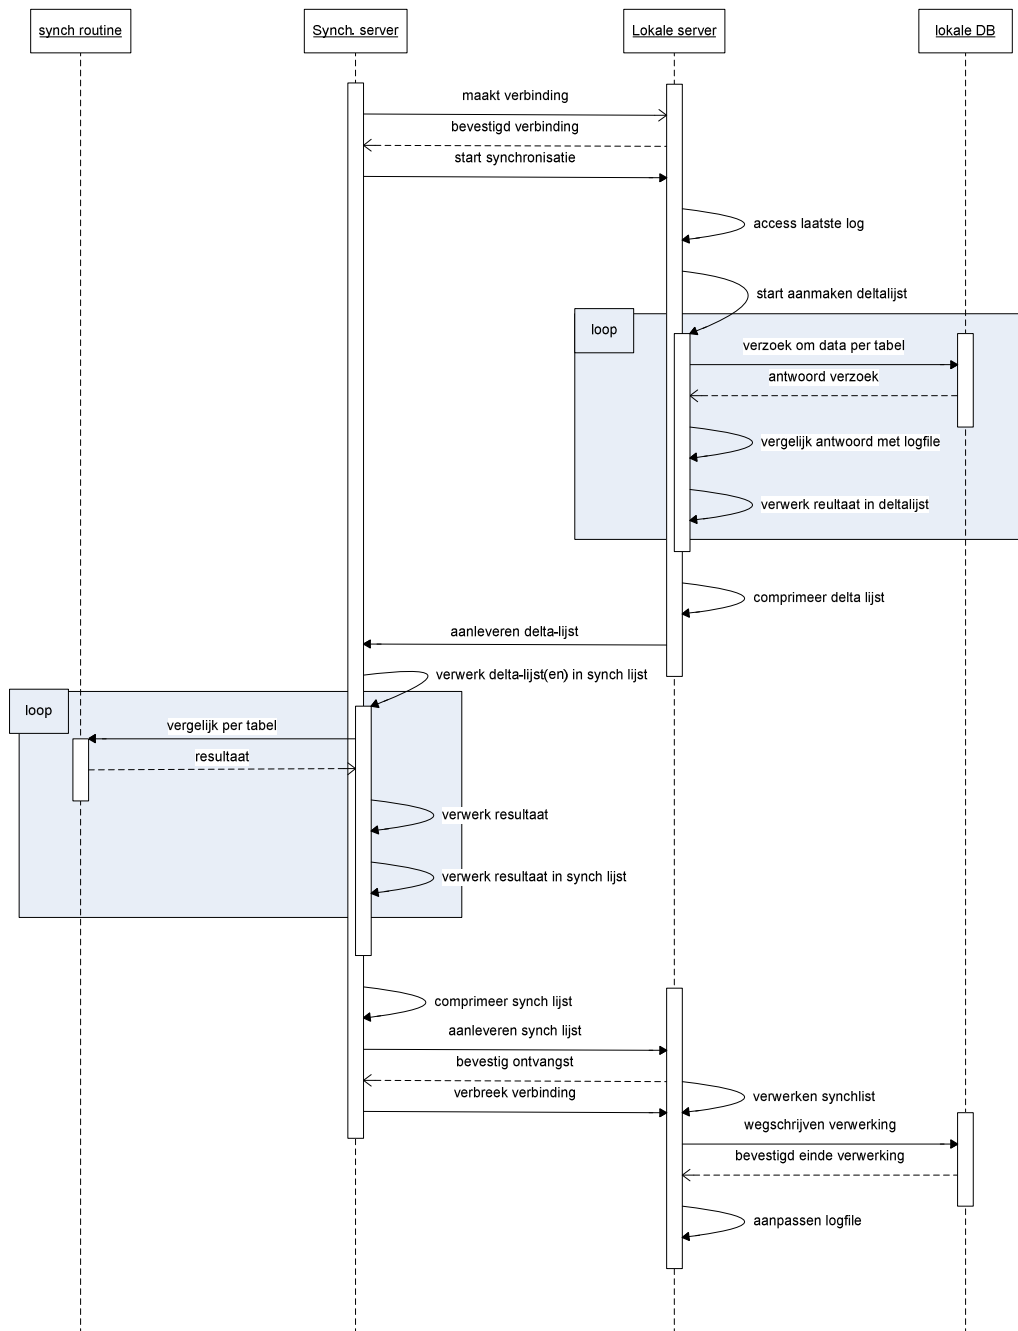 synch routine
Synch. server
Lokale server
lokale DB
maakt verbinding
bevestigd verbinding
start synchronisatie
access laatste log
start aanmaken deltalijst
loop
verzoek om data per tabel
antwoord verzoek
vergelijk antwoord met logfile
verwerk reultaat in deltalijst
comprimeer delta lijst
aanleveren delta-lijst
verwerk delta-lijst(en) in synch lijst
loop
vergelijk per tabel
resultaat
verwerk resultaat
verwerk resultaat in synch lijst
comprimeer synch lijst
aanleveren synch lijst
bevestig ontvangst
verbreek verbinding
verwerken synchlist
wegschrijven verwerking
bevestigd einde verwerking
aanpassen logfile